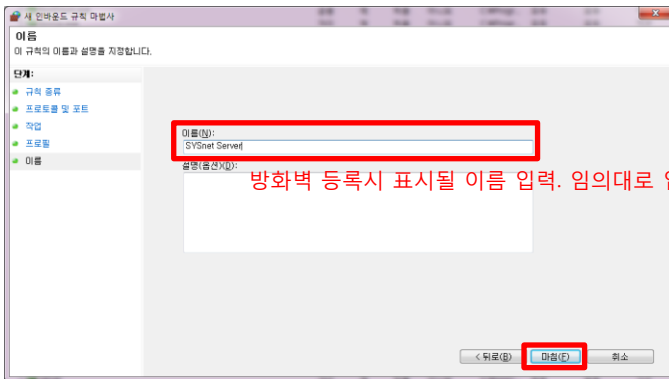 새 인바운드 규칙 마법사
이름
이 규칙의 이름과 설명을 지정합니다.
단계:
규칙 종류
프로토콜 및 포트
작업
프로필
이름
이름(N):
SYSnet Server
설명(옵션)(D):
방화벽 등록시 표시될 이름 입력. 임의대로
< 뒤로(B)
마침(F)
취소